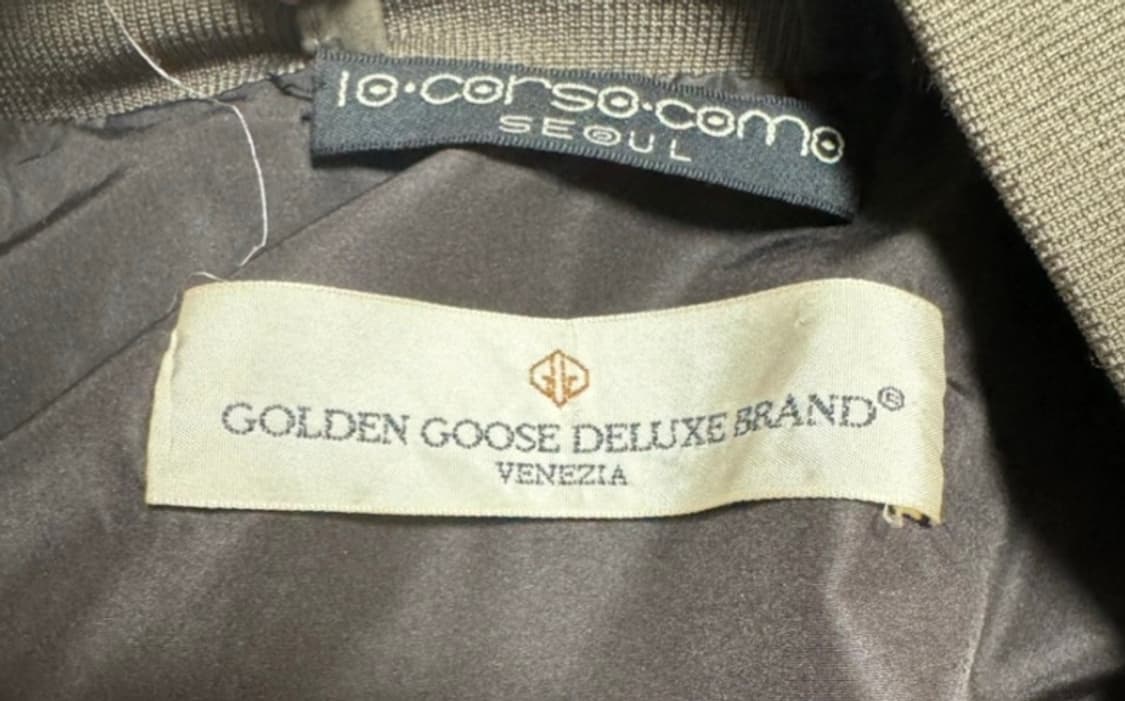 10·corso·como
SEOUL
GOLDEN GOOSE DELUXE BRAND®
VENEZIA